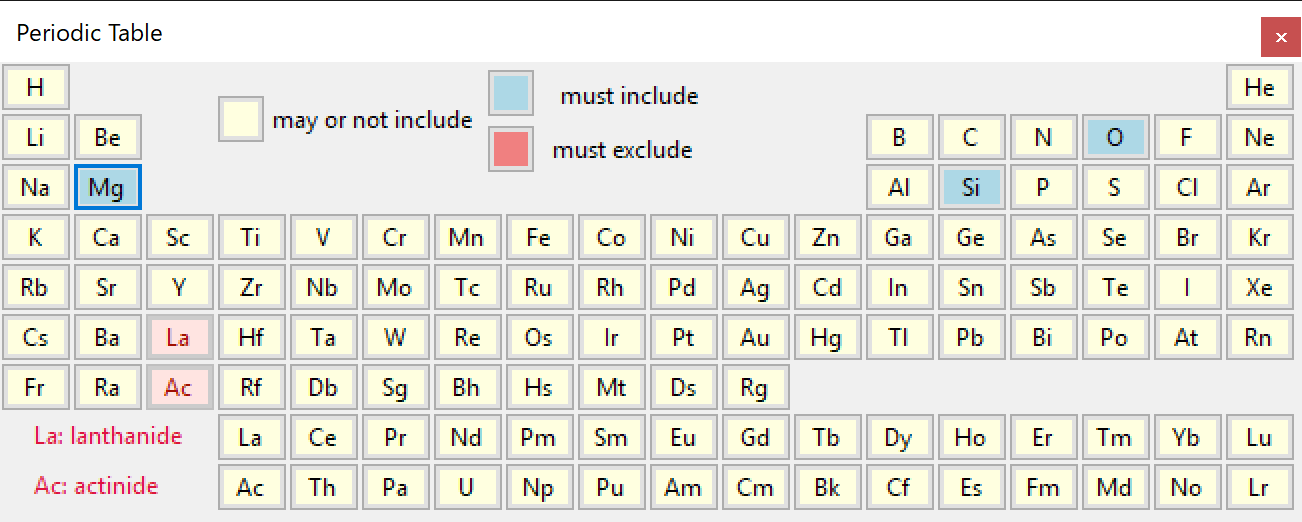 Periodic Table
×
H must include He
may or not include
Li Be B C N O F Ne
must exclude
Na Mg Al Si P S Cl Ar
K Ca Sc Ti V Cr Mn Fe Co Ni Cu Zn Ga Ge As Se Br Kr
Rb Sr Y Zr Nb Mo Tc Ru Rh Pd Ag Cd In Sn Sb Te I Xe
Cs Ba La Hf Ta W Re Os Ir Pt Au Hg Tl Pb Bi Po At Rn
Fr Ra Ac Rf Db Sg Bh Hs Mt Ds Rg
La: lanthanide La Ce Pr Nd Pm Sm Eu Gd Tb Dy Ho Er Tm Yb Lu
Ac: actinide Ac Th Pa U Np Pu Am Cm Bk Cf Es Fm Md No Lr